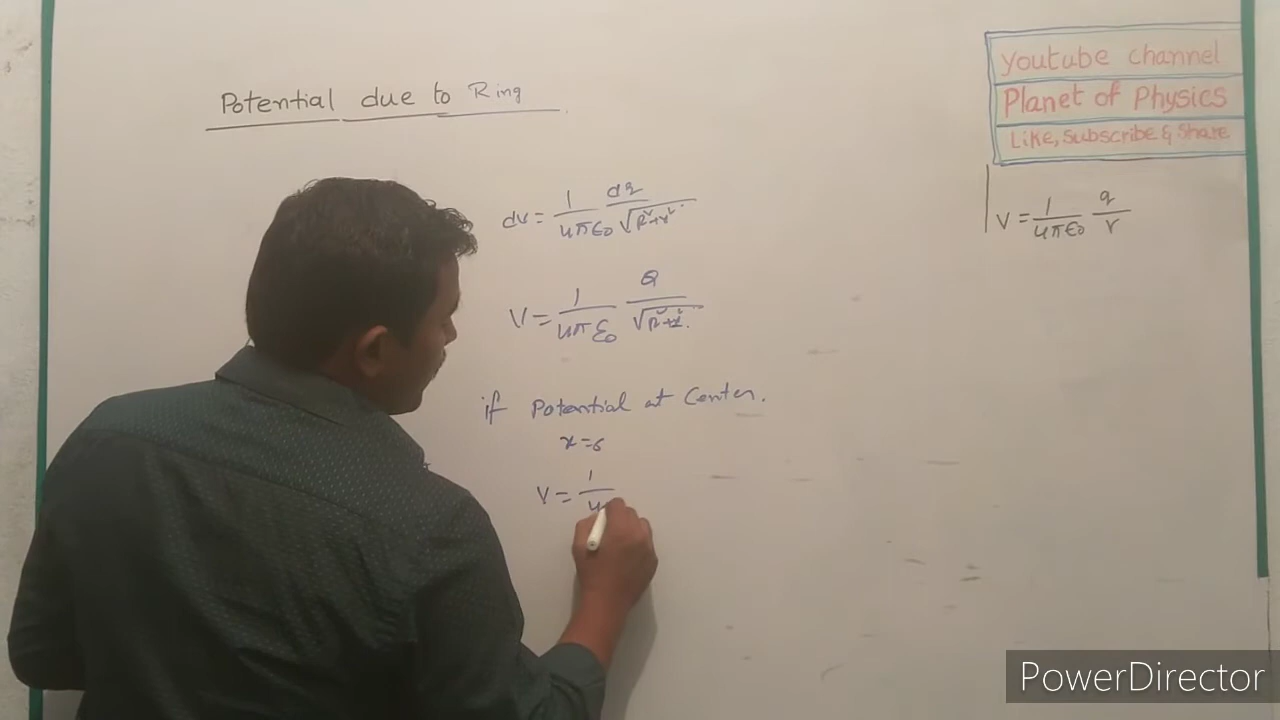 Potential due to Ring
youtube channel
Planet of Physics
Like, Subscribe & Share
dv = 1/4πε₀ dq/√R²+x²
V = 1/4πε₀ q/r
V = 1/4πε₀ Q/√R²+x²
if Potential at Center.
x=0
V = 1/4
PowerDirector